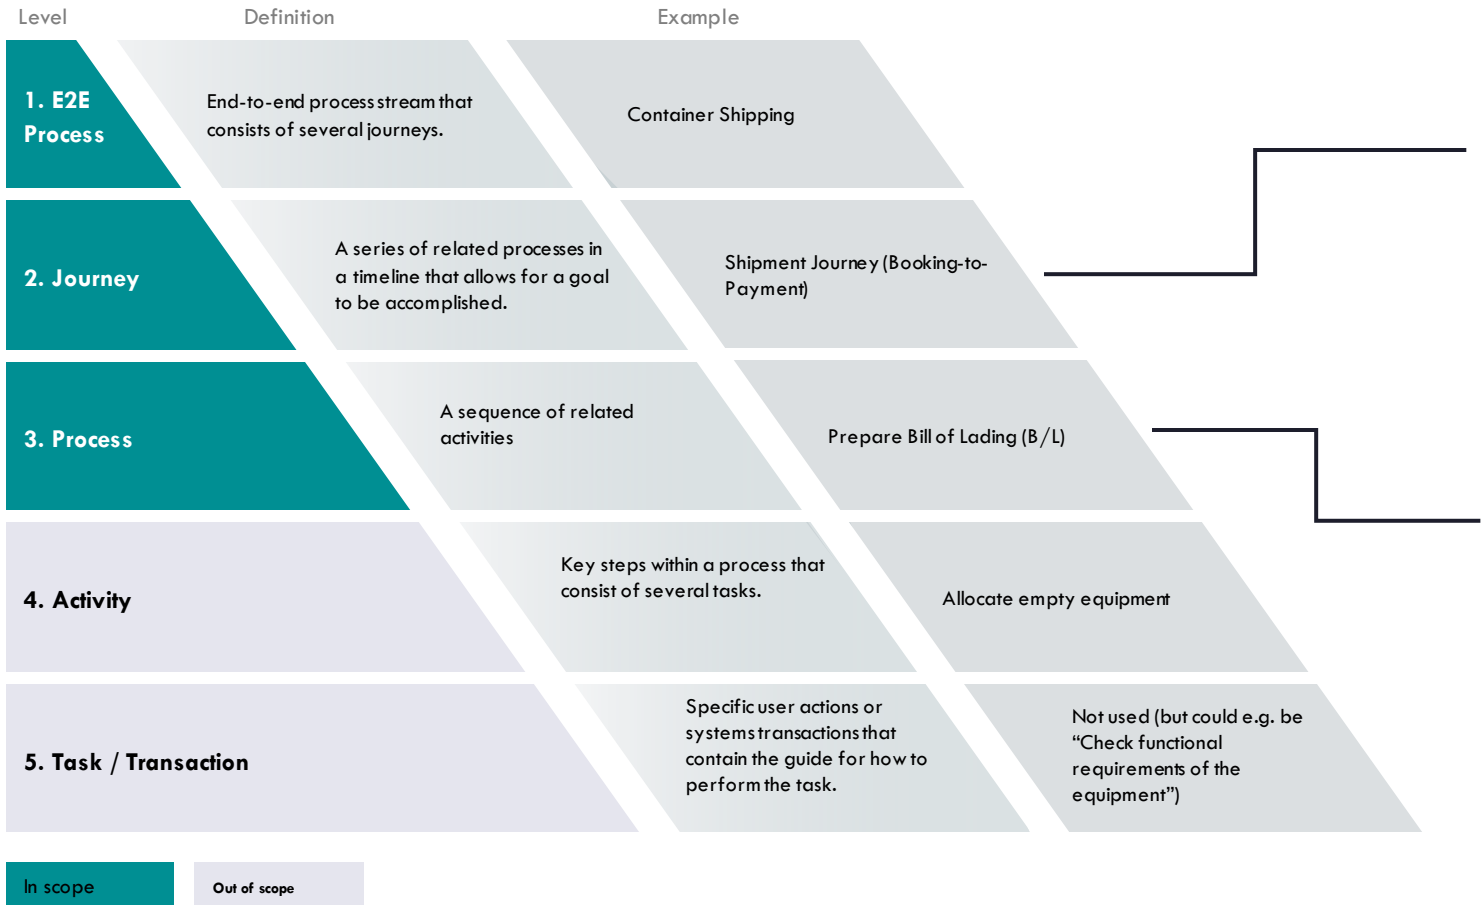 Level
Definition
Example
1. E2E
Process
End-to-end process stream that
consists of several journeys.
Container Shipping
2. Journey
A series of related processes in
a timeline that allows for a goal
to be accomplished.
Shipment Journey (Booking-to-
Payment)
3. Process
A sequence of related
activities
Prepare Bill of Lading (B/L)
4. Activity
Key steps within a process that
consist of several tasks.
Allocate empty equipment
5. Task / Transaction
Specific user actions or
systems transactions that
contain the guide for how to
perform the task.
Not used (but could e.g. be
“Check functional
requirements of the
equipment”)
In scope
Out of scope